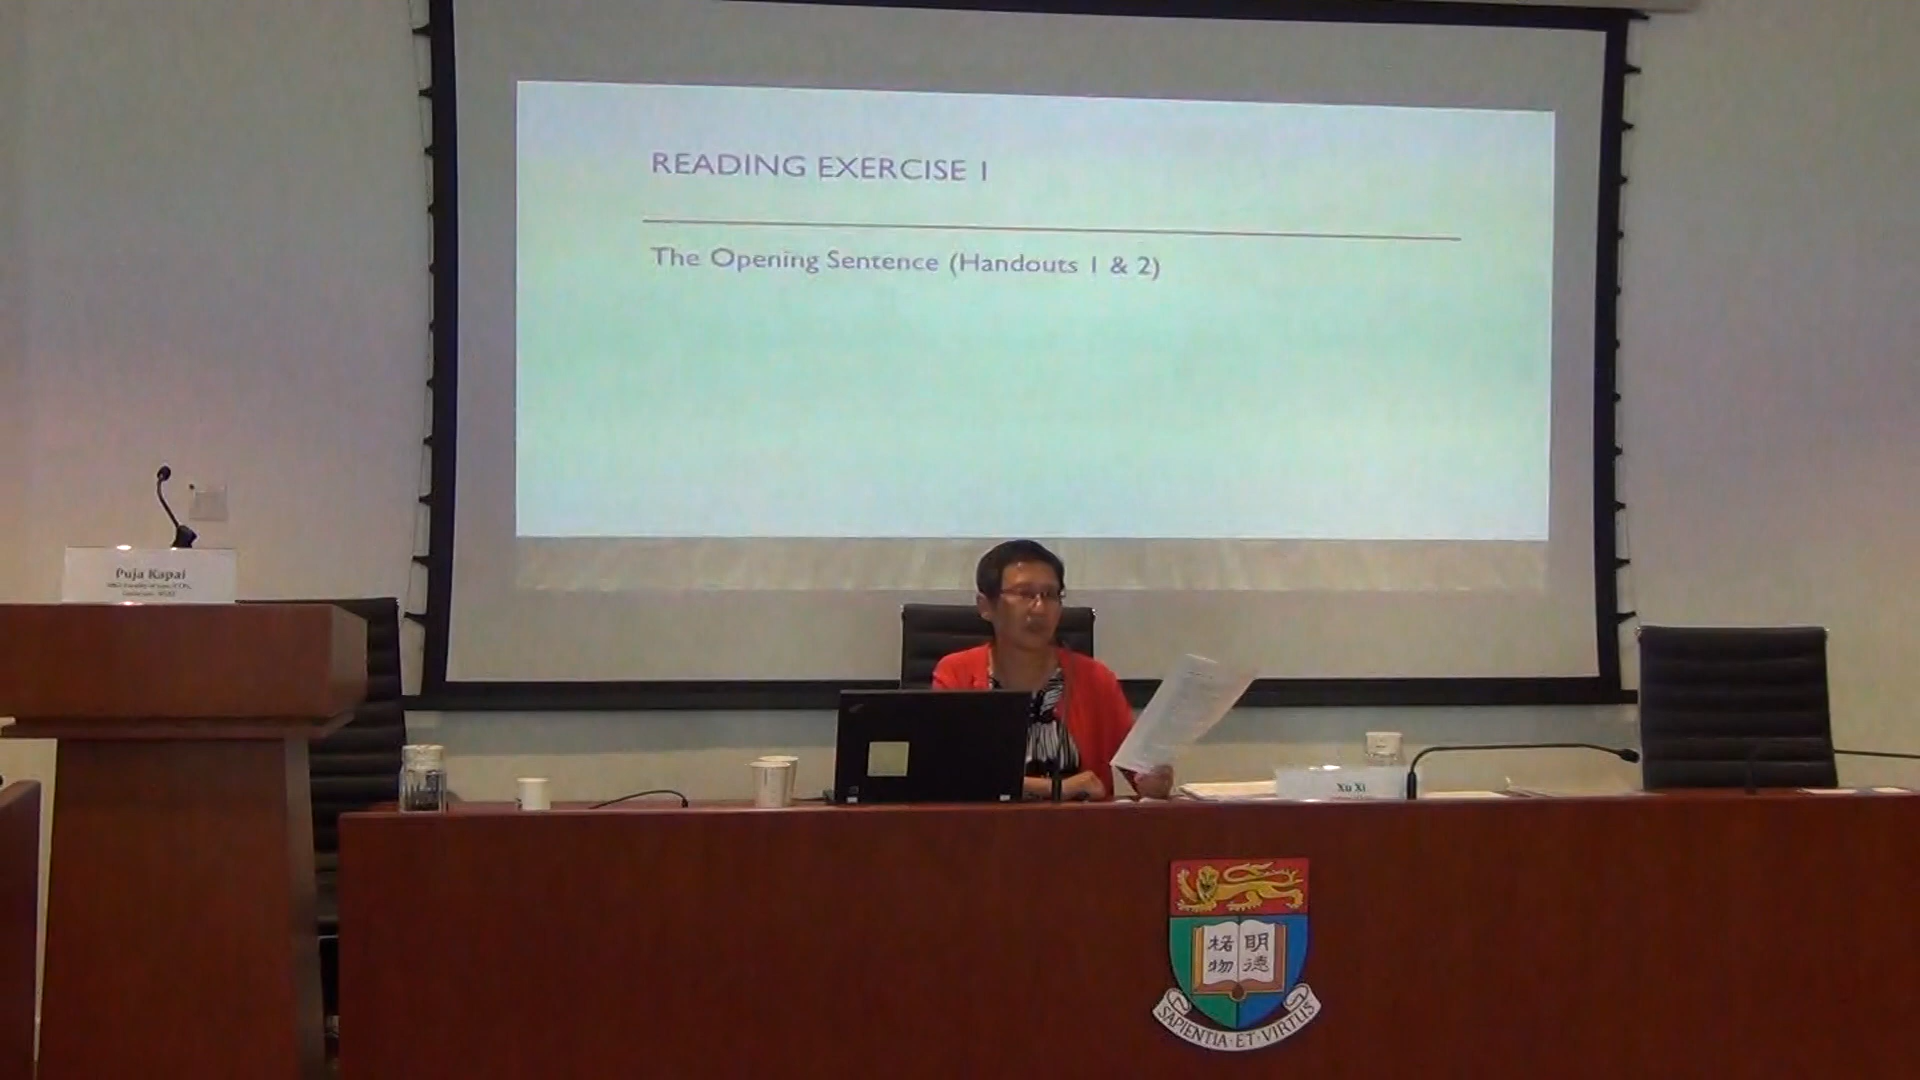 READING EXERCISE 1
The Opening Sentence (Handouts 1 & 2)
Puja Kapai
Xu Xi
明德
格物
SAPIENTIA·ET·VIRTUS